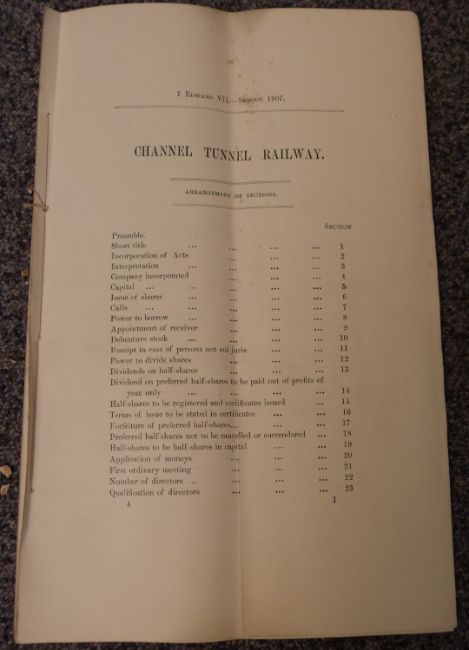 7 Edward VII.—Session 1907.
CHANNEL TUNNEL RAILWAY.
ARRANGEMENT OF SECTIONS.
Section
Preamble.
Short title ... ... ... ... 1
Incorporation of Acts ... ... ... 2
Interpretation ... ... ... ... 3
Company incorporated ... ... ... 4
Capital ... ... ... ... ... 5
Issue of shares ... ... ... ... 6
Calls ... ... ... ... ... 7
Power to borrow ... ... ... ... 8
Appointment of receiver ... ... ... 9
Debenture stock ... ... ... ... 10
Receipt in case of persons not sui juris ... ... 11
Power to divide shares ... ... ... 12
Dividends on half-shares ... ... ... 13
Dividend on preferred half-shares to be paid out of profits of
year only ... ... ... ... 14
Half-shares to be registered and certificates issued ... 15
Terms of issue to be stated in certificates ... ... 16
Forfeiture of preferred half-shares... ... ... 17
Preferred half-shares not to be cancelled or surrendered ... 18
Half-shares to be half-shares in capital ... ... 19
Application of moneys ... ... ... 20
First ordinary meeting ... ... ... 21
Number of directors ... ... ... ... 22
Qualification of directors ... ... ... 23
4 1